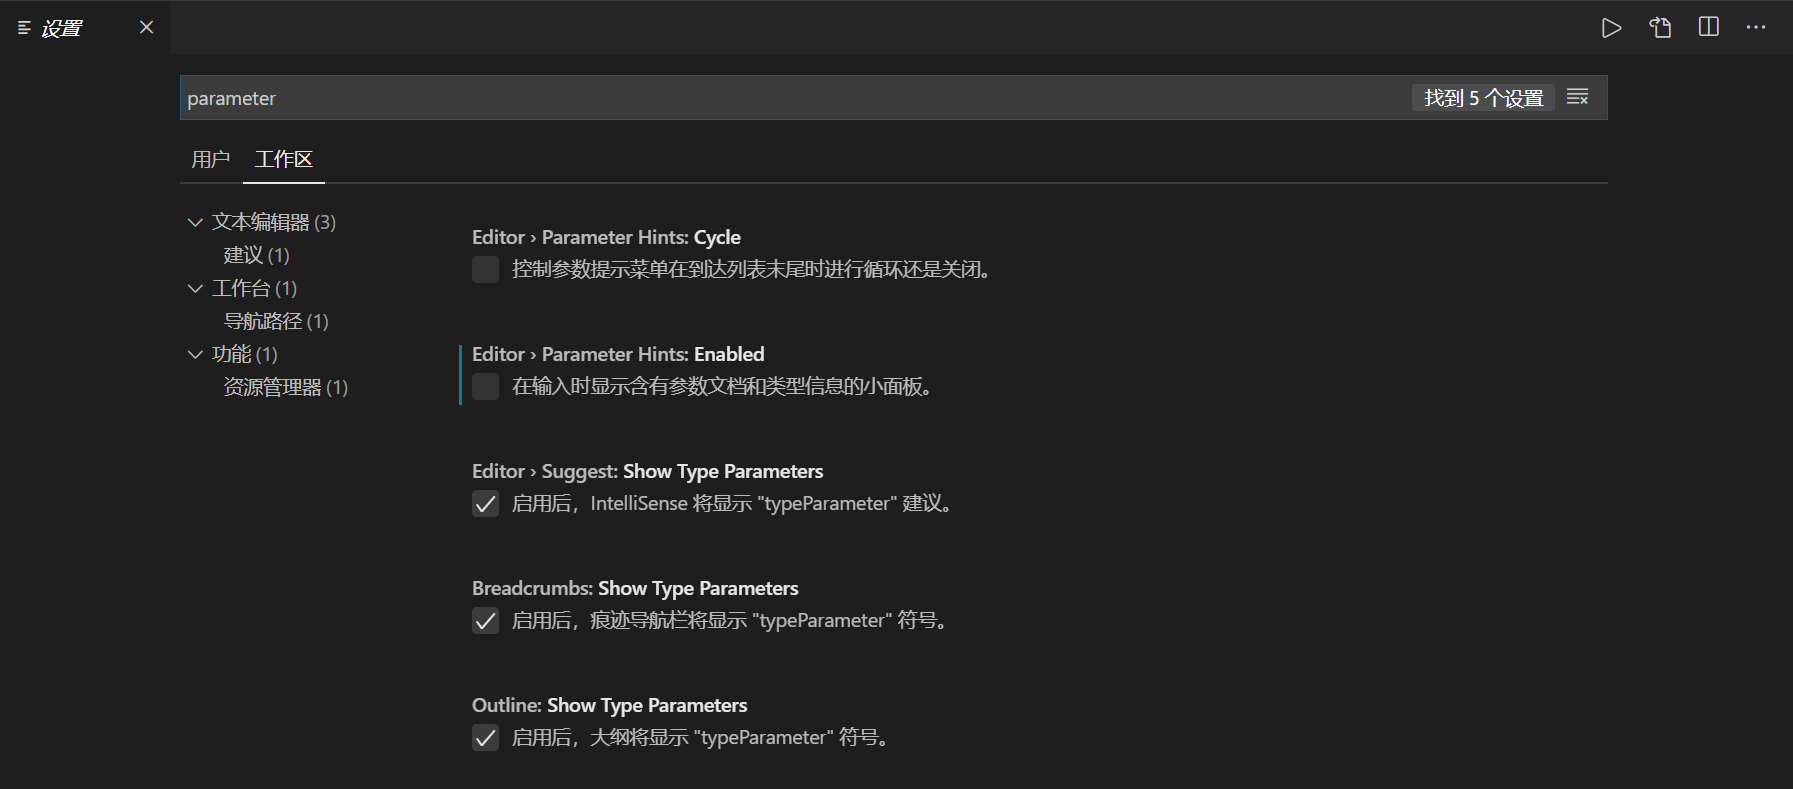 设置
parameter
找到 5 个设置
用户 工作区
文本编辑器 (3)
建议 (1)
工作台 (1)
导航路径 (1)
功能 (1)
资源管理器 (1)
Editor › Parameter Hints: Cycle
控制参数提示菜单在到达列表末尾时进行循环还是关闭。
Editor › Parameter Hints: Enabled
在输入时显示含有参数文档和类型信息的小面板。
Editor › Suggest: Show Type Parameters
启用后，IntelliSense 将显示 "typeParameter" 建议。
Breadcrumbs: Show Type Parameters
启用后，痕迹导航栏将显示 "typeParameter" 符号。
Outline: Show Type Parameters
启用后，大纲将显示 "typeParameter" 符号。